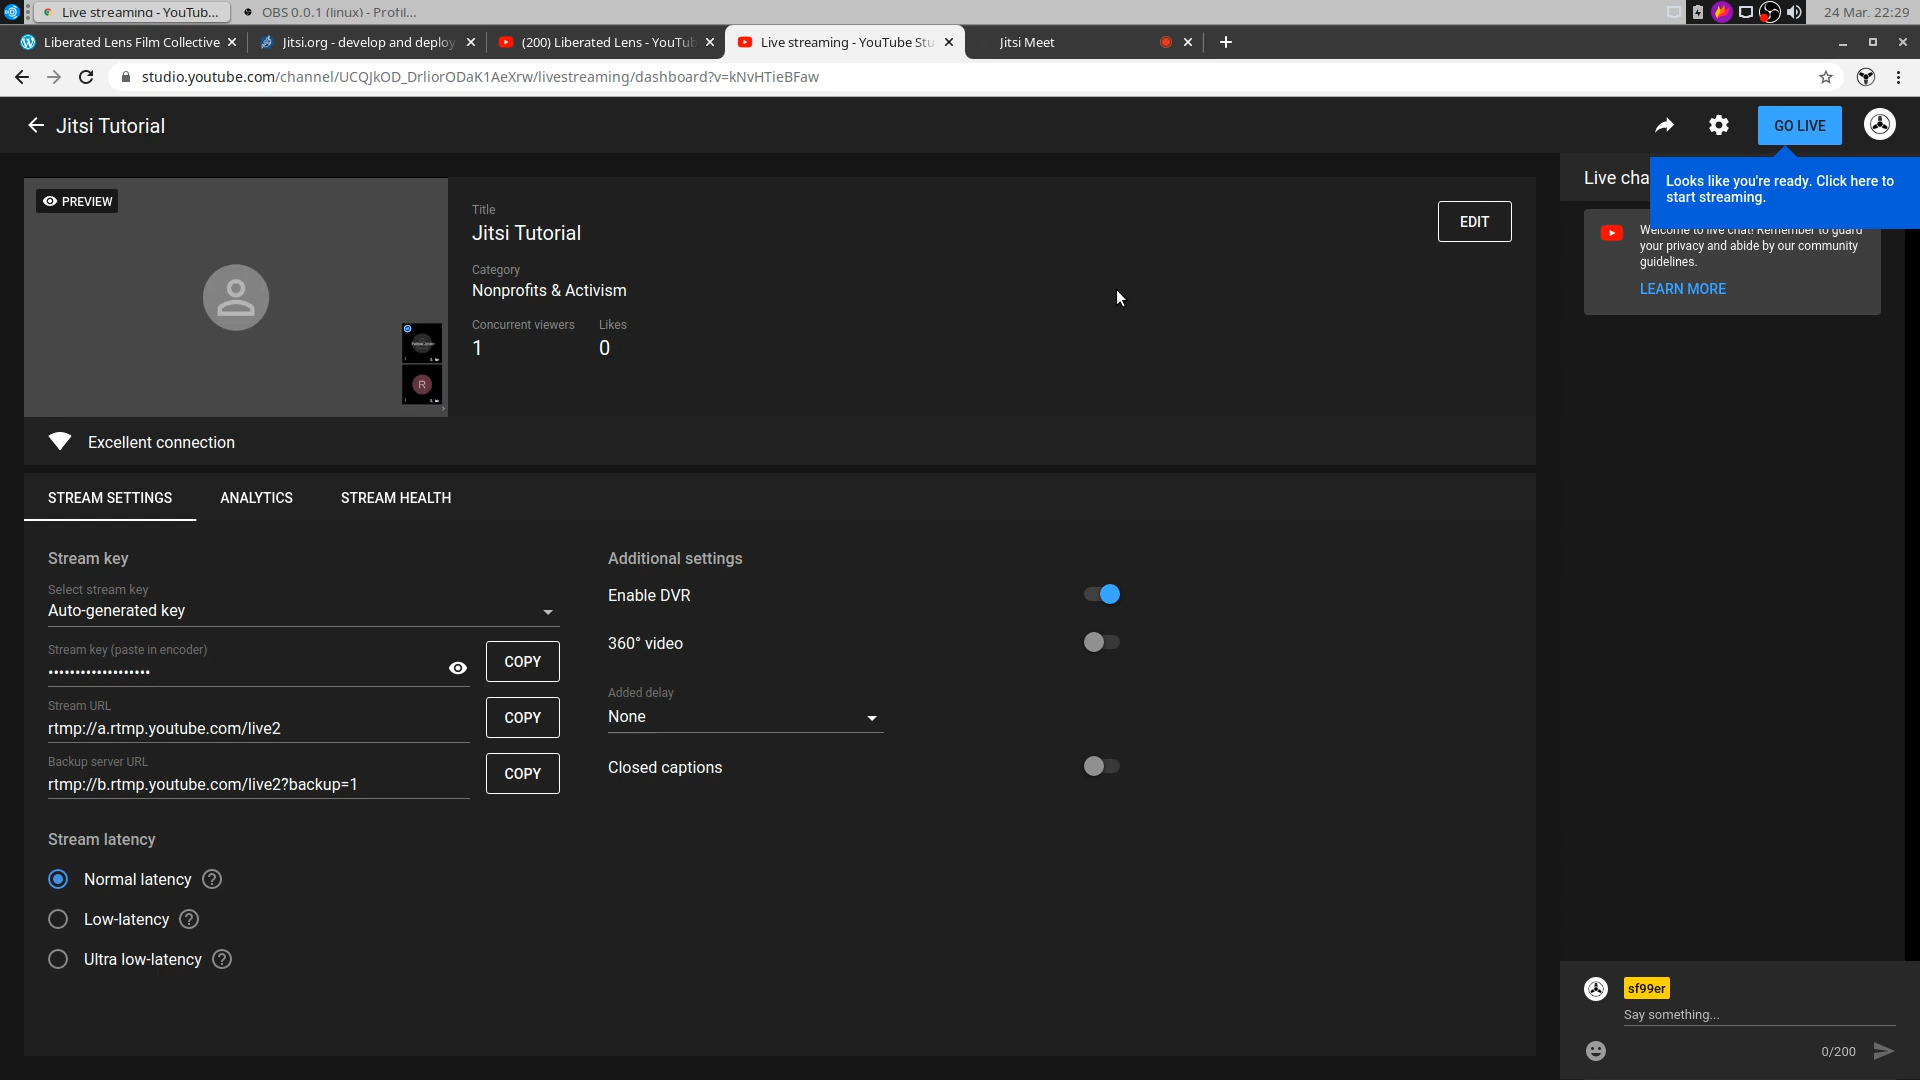 Live streaming - YouTub...
OBS 0.0.1 (linux) - Profil...
24 Mar. 22:29
Liberated Lens Film Collective
Jitsi.org - develop and deploy
(200) Liberated Lens - YouTub
Live streaming - YouTube Stu
Jitsi Meet
studio.youtube.com/channel/UCQJkOD_DrliorODaK1AeXrw/livestreaming/dashboard?v=kNvHTieBFaw
Jitsi Tutorial
GO LIVE
Looks like you're ready. Click here to
start streaming.
PREVIEW
R
Title
Jitsi Tutorial
EDIT
Category
Nonprofits & Activism
Concurrent viewers
Likes
1
0
Excellent connection
Live cha
Welcome to live chat! Remember to guard
your privacy and abide by our community
guidelines.
LEARN MORE
STREAM SETTINGS
ANALYTICS
STREAM HEALTH
Stream key
Select stream key
Auto-generated key
Stream key (paste in encoder)
•••••••••••••••••••
COPY
Stream URL
rtmp://a.rtmp.youtube.com/live2
COPY
Backup server URL
rtmp://b.rtmp.youtube.com/live2?backup=1
COPY
Stream latency
Normal latency
Low-latency
Ultra low-latency
Additional settings
Enable DVR
360° video
Added delay
None
Closed captions
sf99er
Say something...
0/200